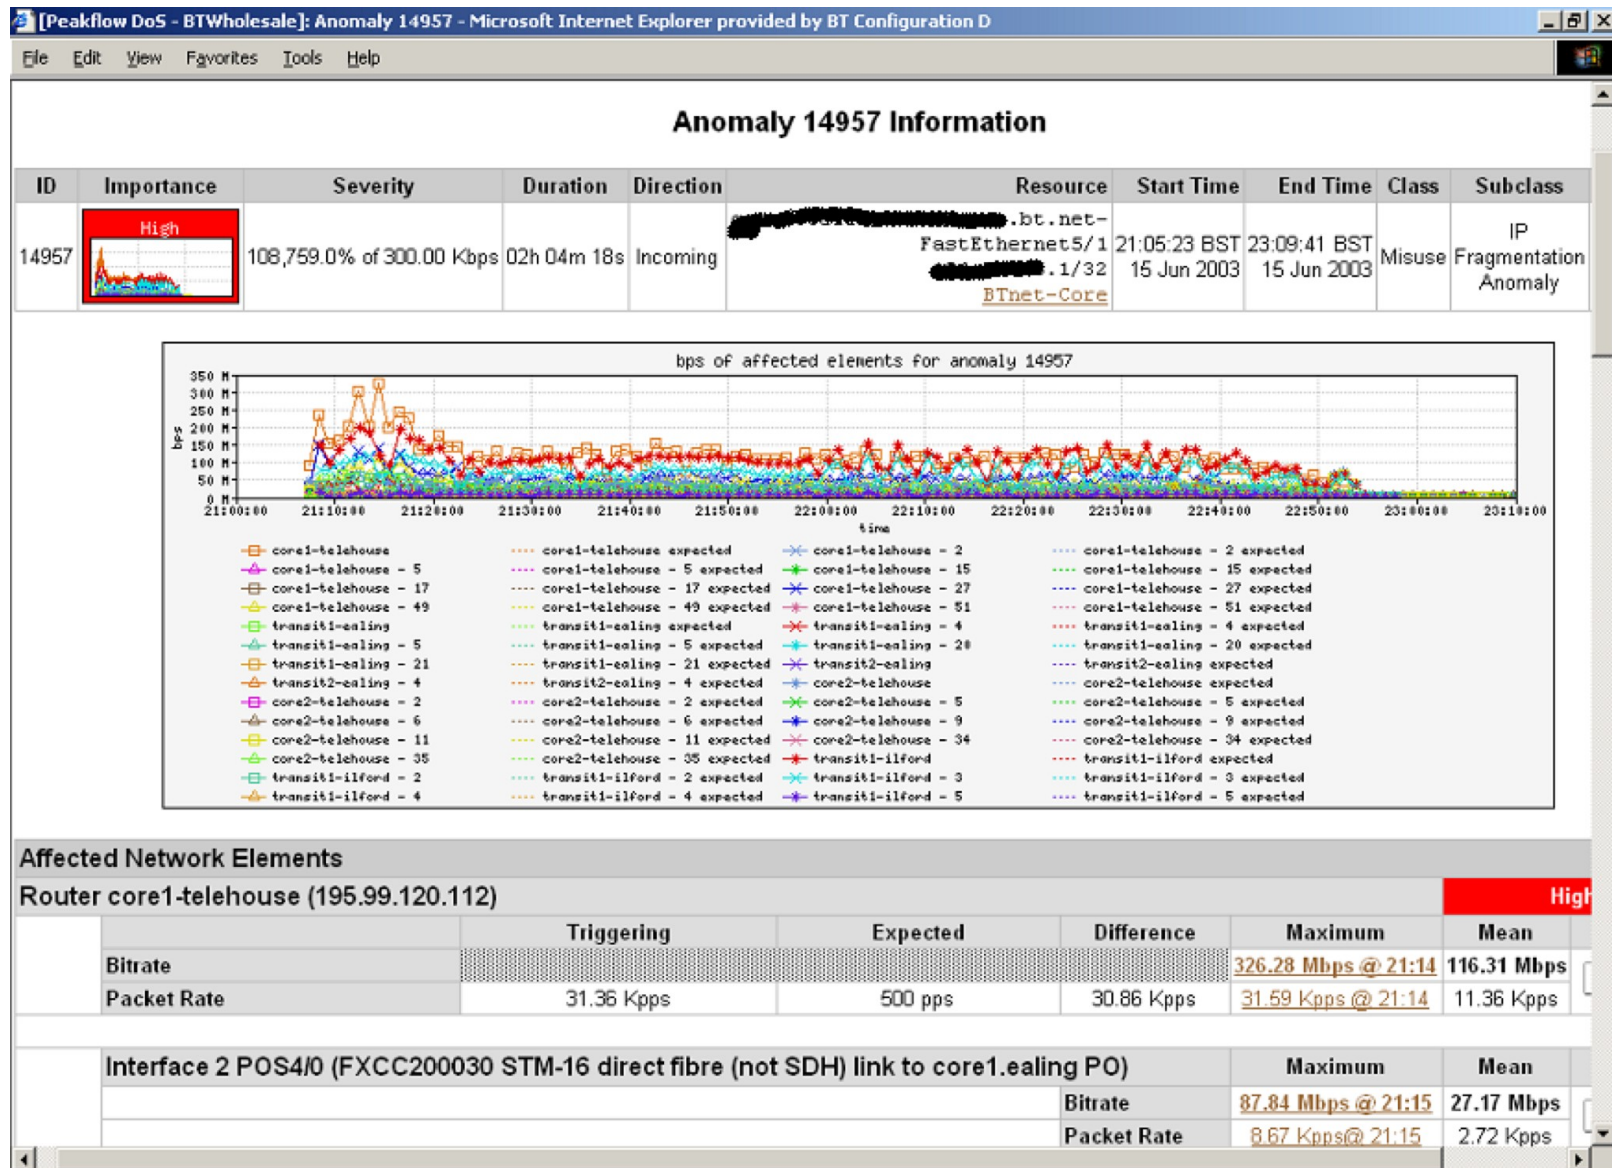 [Peakflow DoS - BTWholesale]: Anomaly 14957 - Microsoft Internet Explorer provided by BT Configuration D
File Edit View Favorites Tools Help
Anomaly 14957 Information
ID Importance Severity Duration Direction Resource Start Time End Time Class Subclass
14957 High 108,759.0% of 300.00 Kbps 02h 04m 18s Incoming .bt.net-
FastEthernet5/1
.1/32
BTnet-Core
21:05:23 BST
15 Jun 2003
23:09:41 BST
15 Jun 2003
Misuse
IP
Fragmentation
Anomaly
bps of affected elements for anomaly 14957
350 M
300 M
250 M
200 M
150 M
100 M
50 M
0 M
bps
21:00:00 21:10:00 21:20:00 21:30:00 21:40:00 21:50:00 22:00:00 22:10:00 22:20:00 22:30:00 22:40:00 22:50:00 23:00:00 23:10:00
time
core1-telehouse core1-telehouse expected core1-telehouse - 2 core1-telehouse - 2 expected
core1-telehouse - 5 core1-telehouse - 5 expected core1-telehouse - 15 core1-telehouse - 15 expected
core1-telehouse - 17 core1-telehouse - 17 expected core1-telehouse - 27 core1-telehouse - 27 expected
core1-telehouse - 49 core1-telehouse - 49 expected core1-telehouse - 51 core1-telehouse - 51 expected
transit1-ealing transit1-ealing expected transit1-ealing - 4 transit1-ealing - 4 expected
transit1-ealing - 5 transit1-ealing - 5 expected transit1-ealing - 20 transit1-ealing - 20 expected
transit1-ealing - 21 transit1-ealing - 21 expected transit2-ealing transit2-ealing expected
transit2-ealing - 4 transit2-ealing - 4 expected core2-telehouse core2-telehouse expected
core2-telehouse - 2 core2-telehouse - 2 expected core2-telehouse - 5 core2-telehouse - 5 expected
core2-telehouse - 6 core2-telehouse - 6 expected core2-telehouse - 9 core2-telehouse - 9 expected
core2-telehouse - 11 core2-telehouse - 11 expected core2-telehouse - 34 core2-telehouse - 34 expected
core2-telehouse - 35 core2-telehouse - 35 expected transit1-ilford transit1-ilford expected
transit1-ilford - 2 transit1-ilford - 2 expected transit1-ilford - 3 transit1-ilford - 3 expected
transit1-ilford - 4 transit1-ilford - 4 expected transit1-ilford - 5 transit1-ilford - 5 expected
Affected Network Elements
Router core1-telehouse (195.99.120.112) High
Triggering Expected Difference Maximum Mean
Bitrate 326.28 Mbps @ 21:14 116.31 Mbps
Packet Rate 31.36 Kpps 500 pps 30.86 Kpps 31.59 Kpps @ 21:14 11.36 Kpps
Interface 2 POS4/0 (FXCC200030 STM-16 direct fibre (not SDH) link to core1.ealing PO) Maximum Mean
Bitrate 87.84 Mbps @ 21:15 27.17 Mbps
Packet Rate 8.67 Kpps@ 21:15 2.72 Kpps